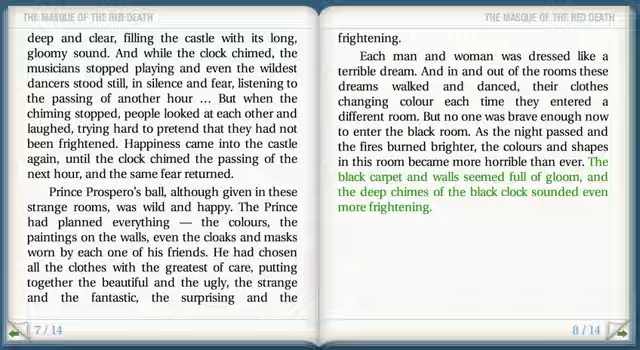 THE MASQUE OF THE RED DEATH
deep and clear, filling the castle with its long,
gloomy sound. And while the clock chimed, the
musicians stopped playing and even the wildest
dancers stood still, in silence and fear, listening to
the passing of another hour ... But when the
chiming stopped, people looked at each other and
laughed, trying hard to pretend that they had not
been frightened. Happiness came into the castle
again, until the clock chimed the passing of the
next hour, and the same fear returned.
Prince Prospero's ball, although given in these
strange rooms, was wild and happy. The Prince
had planned everything — the colours, the
paintings on the walls, even the cloaks and masks
worn by each one of his friends. He had chosen
all the clothes with the greatest of care, putting
together the beautiful and the ugly, the strange
and the fantastic, the surprising and the
7 / 14
THE MASQUE OF THE RED DEATH
frightening.
Each man and woman was dressed like a
terrible dream. And in and out of the rooms these
dreams walked and danced, their clothes
changing colour each time they entered a
different room. But no one was brave enough now
to enter the black room. As the night passed and
the fires burned brighter, the colours and shapes
in this room became more horrible than ever. The
black carpet and walls seemed full of gloom, and
the deep chimes of the black clock sounded even
more frightening.
8 / 14